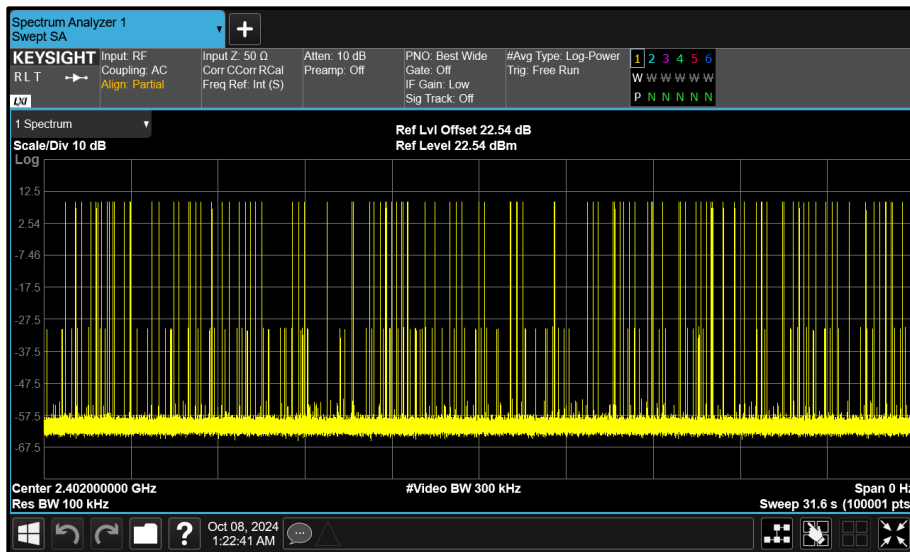 Spectrum Analyzer 1
Swept SA
KEYSIGHT
R L T
LXI
Input: RF
Coupling: AC
Align: Partial
Input Z: 50 Ω
Corr CCorr RCal
Freq Ref: Int (S)
Atten: 10 dB
Preamp: Off
PNO: Best Wide
Gate: Off
IF Gain: Low
Sig Track: Off
#Avg Type: Log-Power
Trig: Free Run
1 2 3 4 5 6
W W W W W W
P N N N N N
1 Spectrum
Scale/Div 10 dB
Ref Lvl Offset 22.54 dB
Ref Level 22.54 dBm
Log
12.5
2.54
-7.46
-17.5
-27.5
-37.5
-47.5
-57.5
-67.5
Center 2.402000000 GHz
#Video BW 300 kHz
Span 0 Hz
Res BW 100 kHz
Sweep 31.6 s (100001 pts
?
Oct 08, 2024
1:22:41 AM